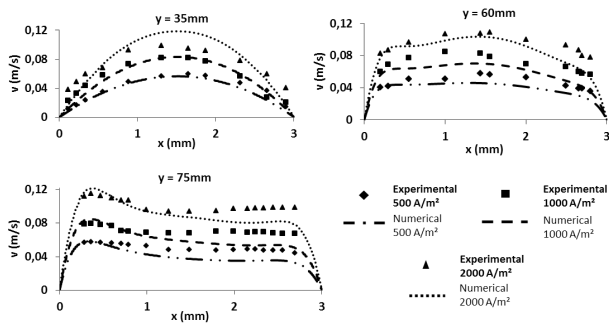 y = 35mm
0,12
0,08
0,04
0
v (m/s)
0 1 2 3
x (mm)
y = 60mm
0,12
0,08
0,04
0
v (m/s)
0 1 2 3
x (mm)
y = 75mm
0,12
0,08
0,04
0
v (m/s)
0 1 2 3
x (mm)
Experimental
500 A/m²
Numerical
500 A/m²
Experimental
1000 A/m²
Numerical
1000 A/m²
Experimental
2000 A/m²
Numerical
2000 A/m²